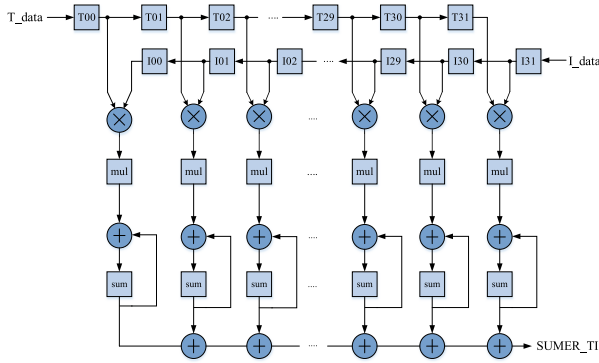 T_data T00 T01 T02 .... T29 T30 T31
I00 I01 I02 .... I29 I30 I31 I_data
....
mul mul mul .... mul mul mul
....
sum sum sum .... sum sum sum
.... SUMER_TI